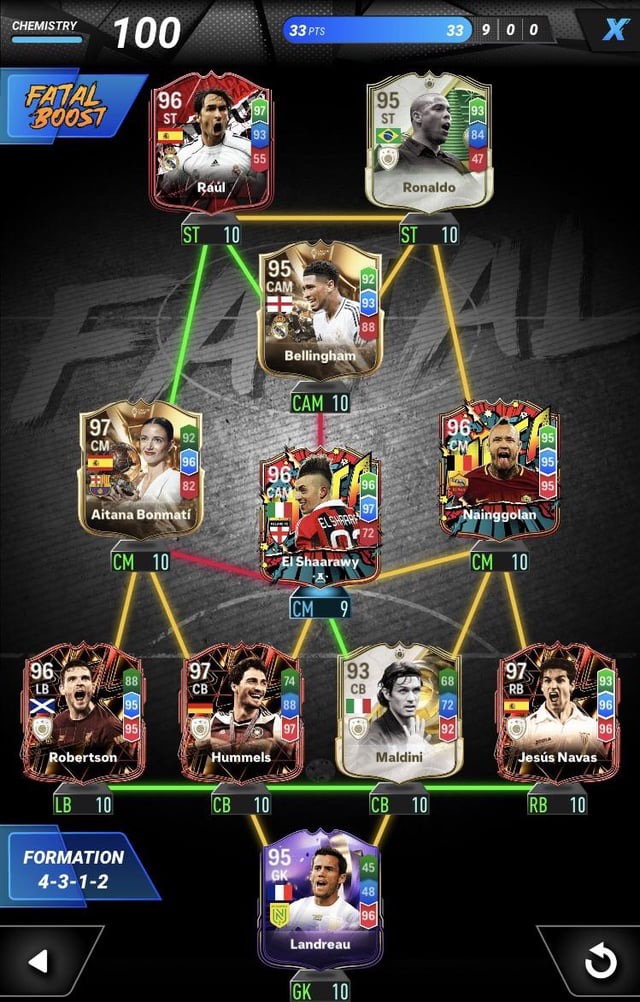 CHEMISTRY 100 33 PTS 33 9 0 0 X
FATAL
BOOST
96
ST
97
93
55
Raúl
ST 10
95
ST
93
84
47
Ronaldo
ST 10
95
CAM
92
93
88
Bellingham
CAM 10
97
CM
92
96
82
Aitana Bonmatí
CM 10
96
CAM
96
97
72
EL SHAARAWY
El Shaarawy
CM 9
96
CM
95
95
95
Nainggolan
CM 10
96
LB
88
95
95
Robertson
LB 10
97
CB
74
88
97
Hummels
CB 10
93
CB
68
72
92
Maldini
CB 10
97
RB
93
96
96
Jesús Navas
RB 10
95
GK
45
48
96
Landreau
GK 10
FORMATION
4-3-1-2